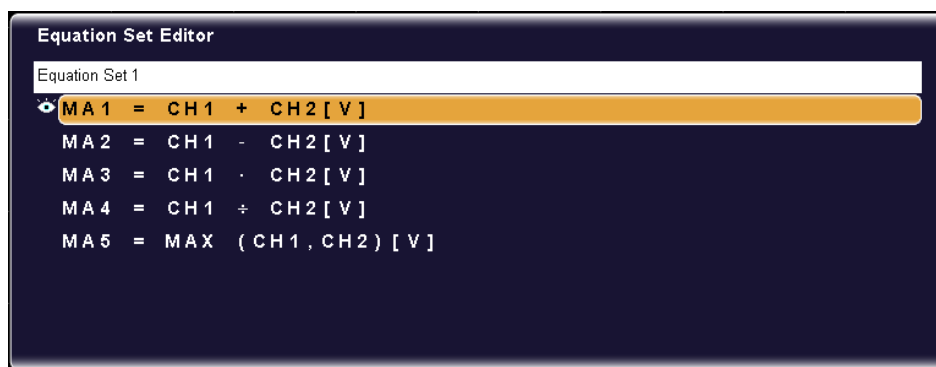 Equation Set Editor
Equation Set 1
MA1 = CH1 + CH2[V]
MA2 = CH1 - CH2[V]
MA3 = CH1 · CH2[V]
MA4 = CH1 ÷ CH2[V]
MA5 = MAX (CH1,CH2)[V]